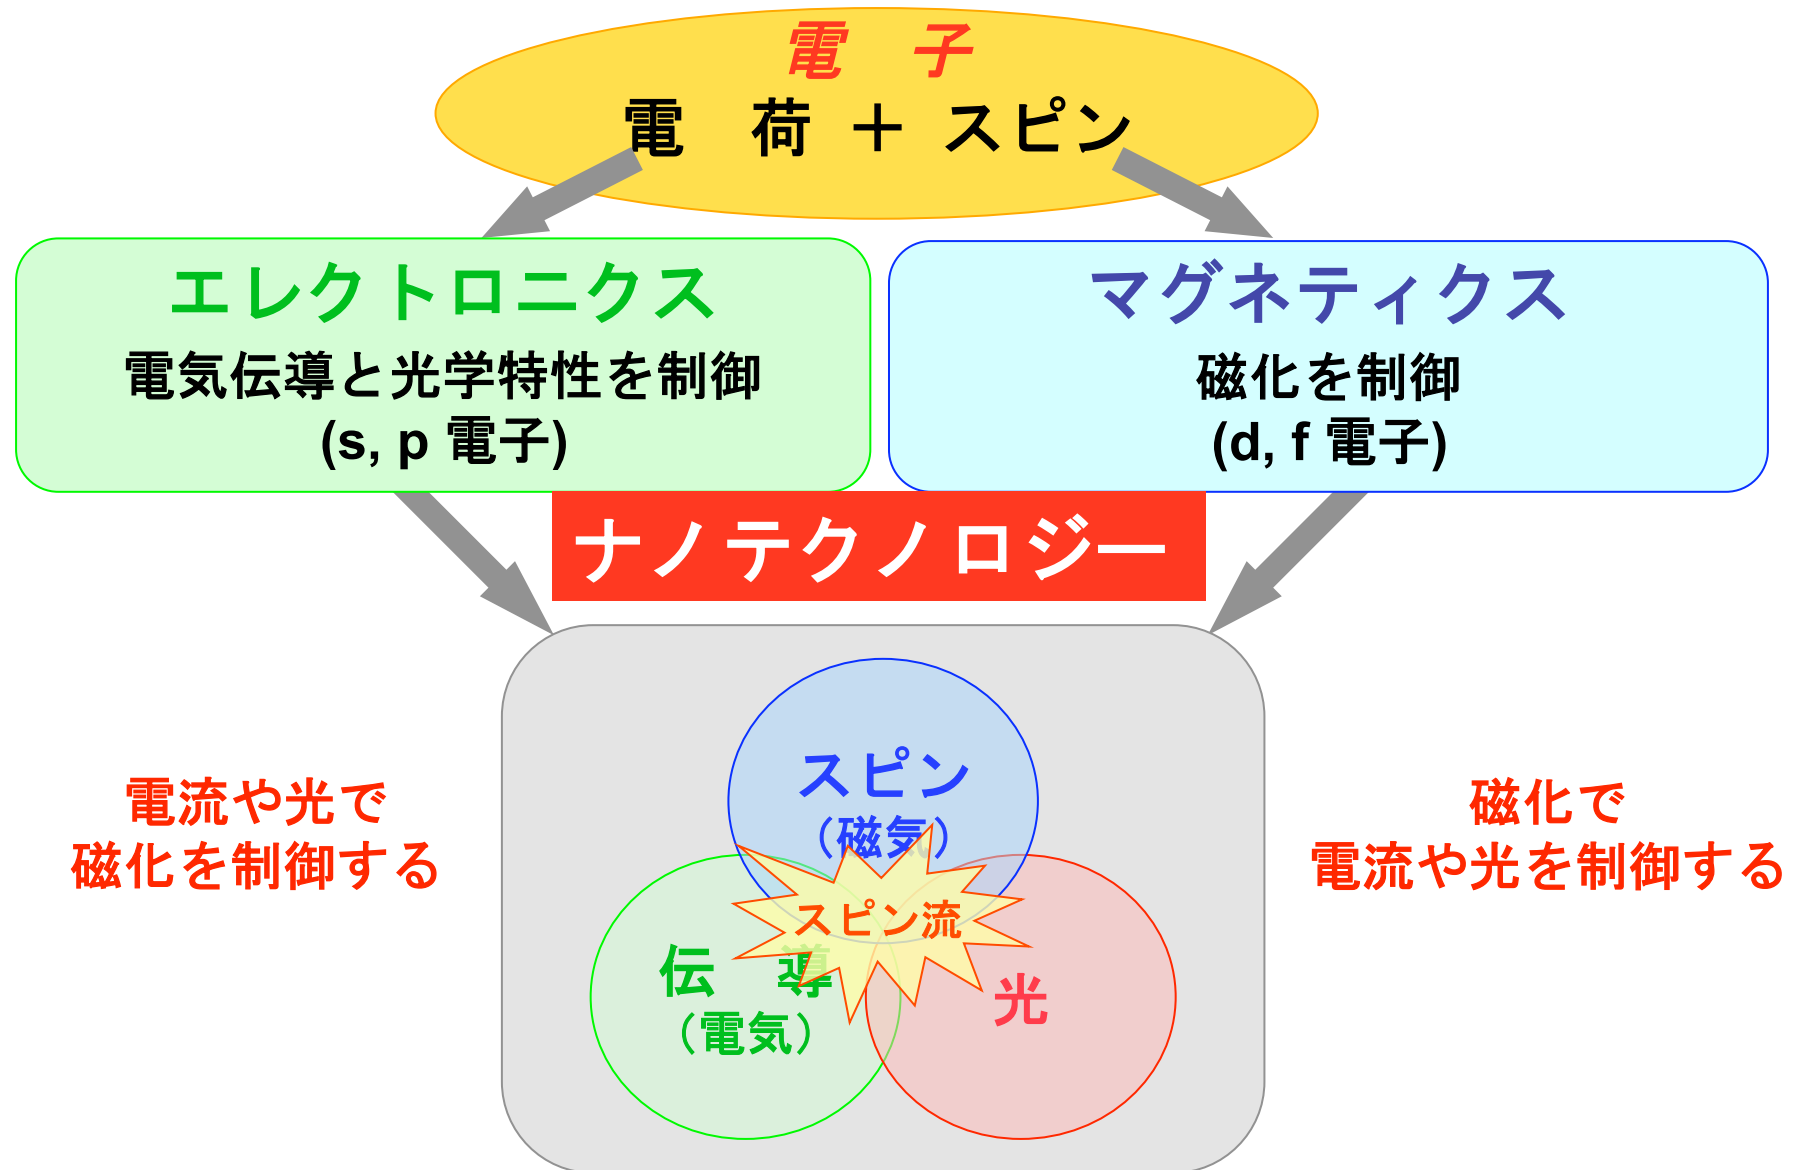 電　子
電　荷 ＋ スピン
エレクトロニクス
電気伝導と光学特性を制御
(s, p 電子)
マグネティクス
磁化を制御
(d, f 電子)
ナノテクノロジー
電流や光で
磁化を制御する
スピン
（磁気）
スピン流
伝　導
（電気）
光
磁化で
電流や光を制御する